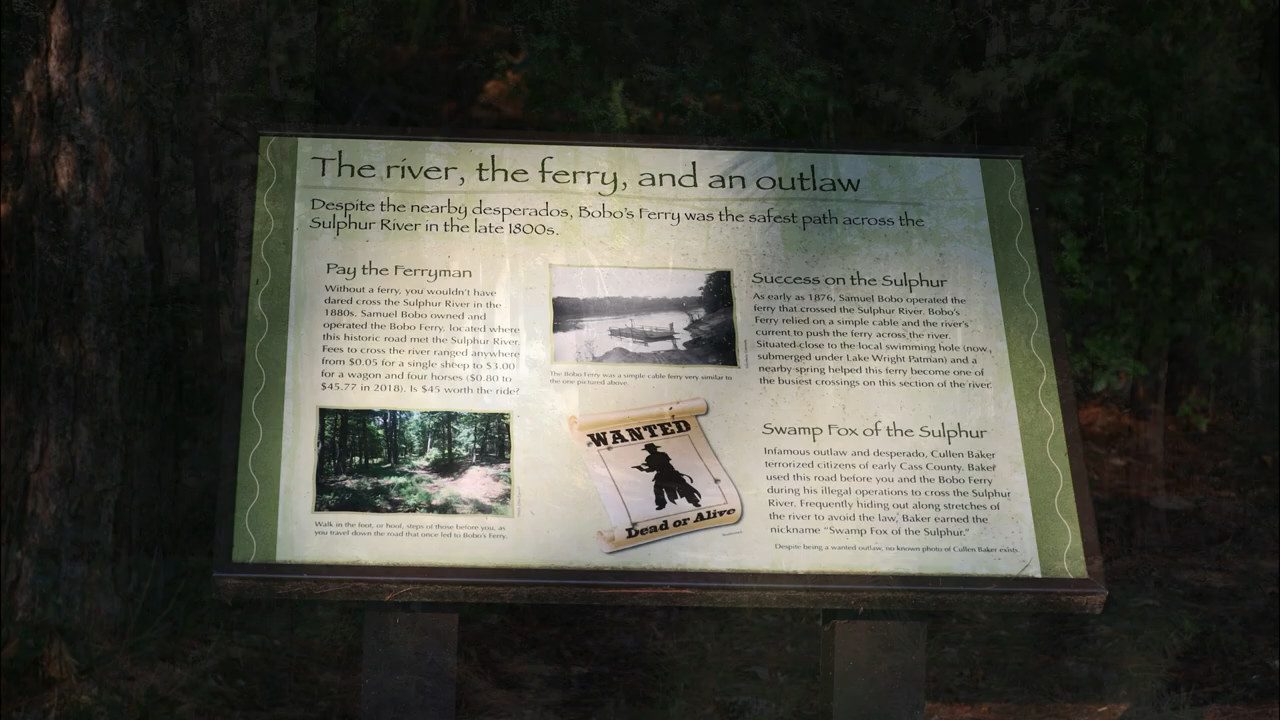 The river, the ferry, and an outlaw
Despite the nearby desperados, Bobo's Ferry was the safest path across the
Sulphur River in the late 1800s.
Pay the Ferryman
Without a ferry, you wouldn't have
dared cross the Sulphur River in the
1880s. Samuel Bobo owned and
operated the Bobo Ferry, located where
this historic road met the Sulphur River.
Fees to cross the river ranged anywhere
from $0.05 for a single sheep to $3.00
for a wagon and four horses ($0.80 to
$45.77 in 2018). Is $45 worth the ride?
Walk in the foot, or hoof, steps of those before you, as
you travel down the road that once led to Bobo's Ferry.
The Bobo Ferry was a simple cable ferry very similar to
the one pictured above.
WANTED
Dead or Alive
Success on the Sulphur
As early as 1876, Samuel Bobo operated the
ferry that crossed the Sulphur River. Bobo's
Ferry relied on a simple cable and the river's
current to push the ferry across the river.
Situated close to the local swimming hole (now
submerged under Lake Wright Patman) and a
nearby spring helped this ferry become one of
the busiest crossings on this section of the river.
Swamp Fox of the Sulphur
Infamous outlaw and desperado, Cullen Baker
terrorized citizens of early Cass County. Baker
used this road before you and the Bobo Ferry
during his illegal operations to cross the Sulphur
River. Frequently hiding out along stretches of
the river to avoid the law, Baker earned the
nickname "Swamp Fox of the Sulphur."
Despite being a wanted outlaw, no known photo of Cullen Baker exists